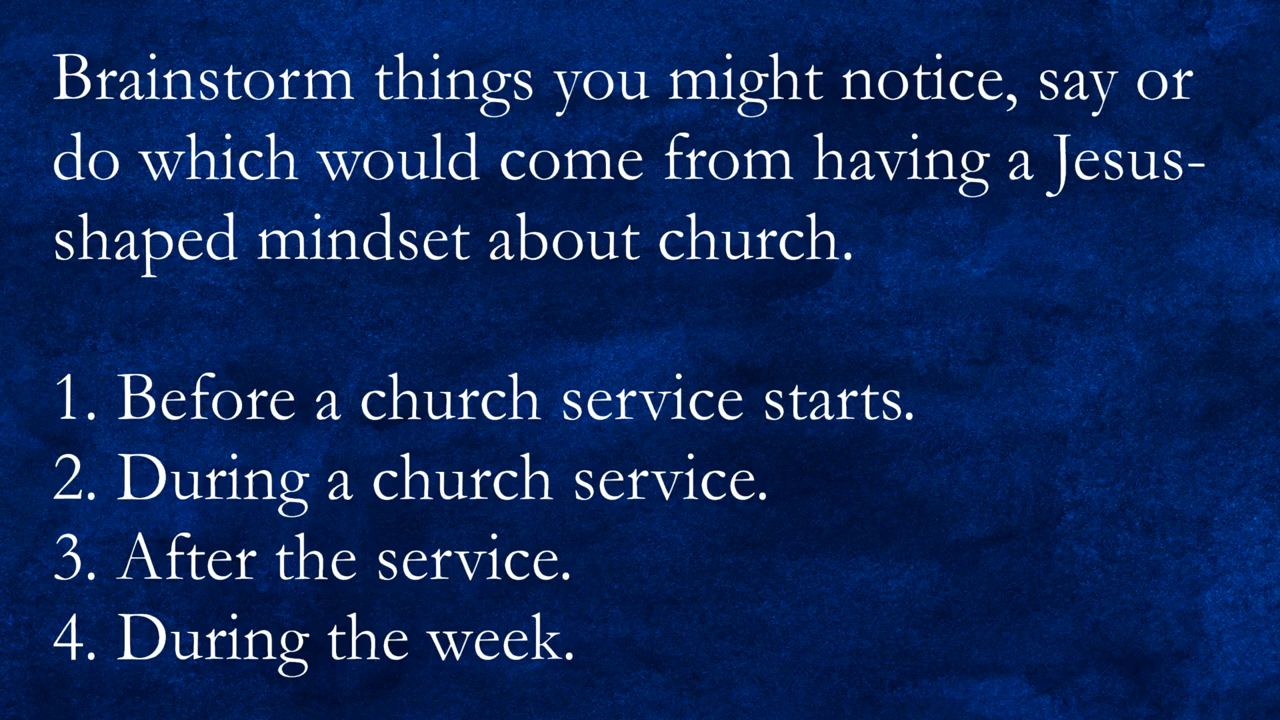 Brainstorm things you might notice, say or
do which would come from having a Jesus-
shaped mindset about church.
1. Before a church service starts.
2. During a church service.
3. After the service.
4. During the week.